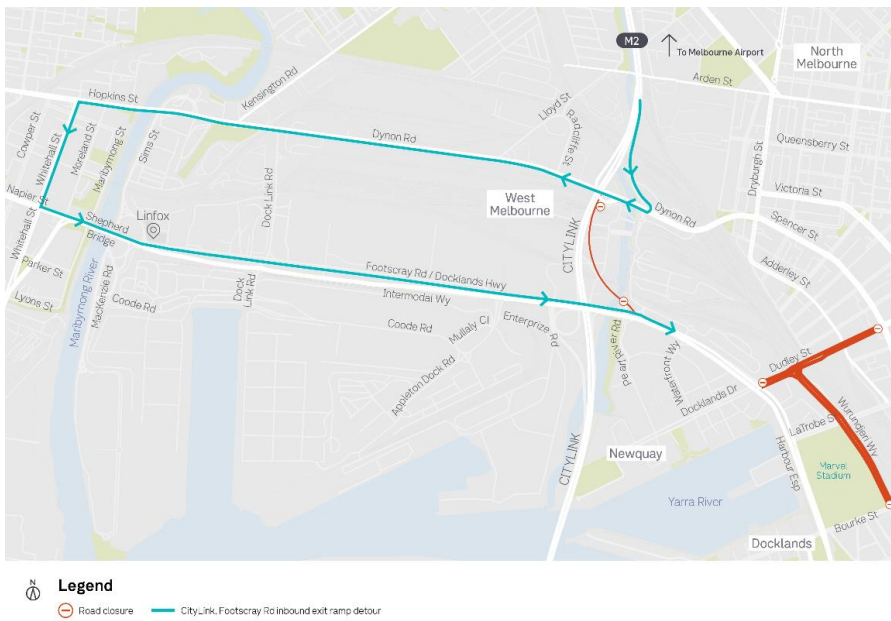 M2
To Melbourne Airport
North
Melbourne
Arden St
Hopkins St
Kensington Rd
Lloyd St
Radcliffe St
Dynon Rd
Queensberry St
Cowper St
Whitehall St
Moreland St
Maribyrnong St
Sims St
Dryburgh St
Victoria St
Napier St
Dock Link Rd
West
Melbourne
Dynon Rd
Spencer St
Whitehall St
Shepherd
Bridge
Linfox
CITYLINK
Adderley St
Parker St
Footscray Rd / Docklands Hwy
Intermodal Wy
Lyons St
Maribyrnong River
MacKenzie Rd
Coode Rd
Dock
Link Rd
Coode Rd
Mullaly Cl
Enterprize Rd
Pearl River Rd
Waterfront Wy
Dudley St
Appleton Dock Rd
Docklands Dr
Wurundjeri Wy
LaTrobe S
CITYLINK
Newquay
Harbour Esp
Marvel
Stadium
Yarra River
Bourke St
Docklands
N
Legend
Road closure
CityLink, Footscray Rd inbound exit ramp detour